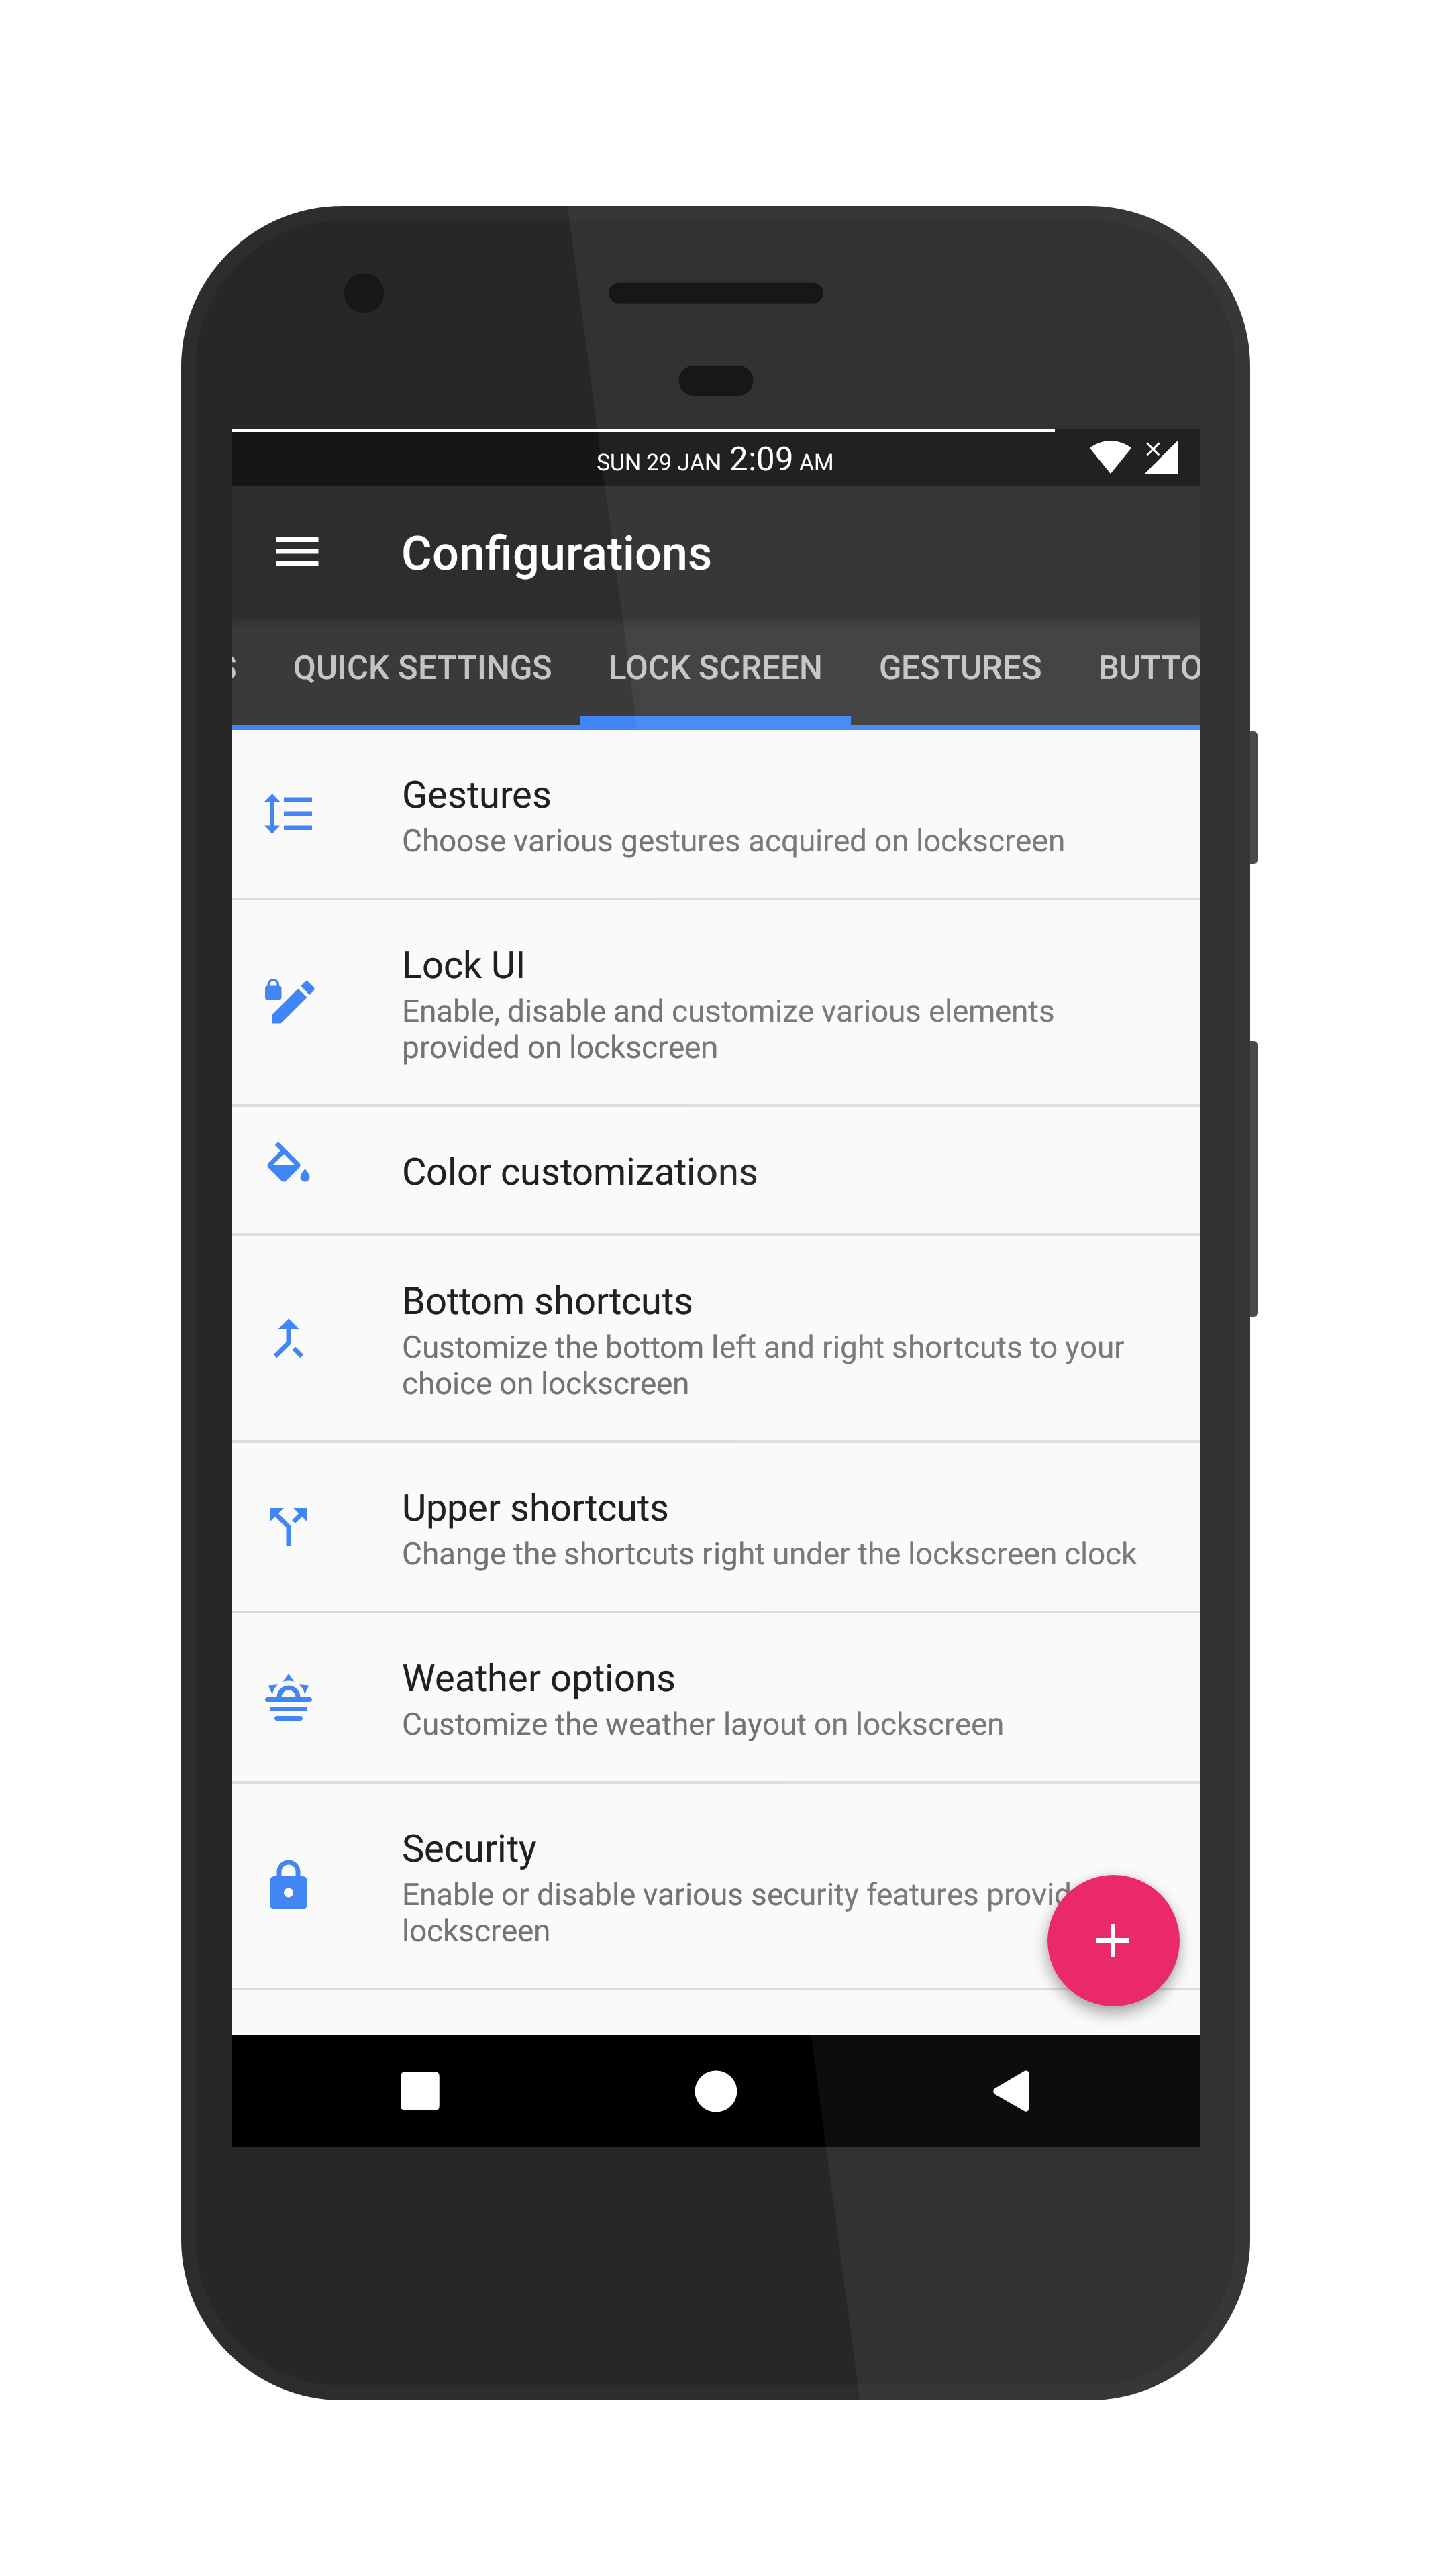 SUN 29 JAN 2:09 AM
Configurations
S QUICK SETTINGS LOCK SCREEN GESTURES BUTTO
Gestures
Choose various gestures acquired on lockscreen
Lock UI
Enable, disable and customize various elements
provided on lockscreen
Color customizations
Bottom shortcuts
Customize the bottom left and right shortcuts to your
choice on lockscreen
Upper shortcuts
Change the shortcuts right under the lockscreen clock
Weather options
Customize the weather layout on lockscreen
Security
Enable or disable various security features provid
lockscreen